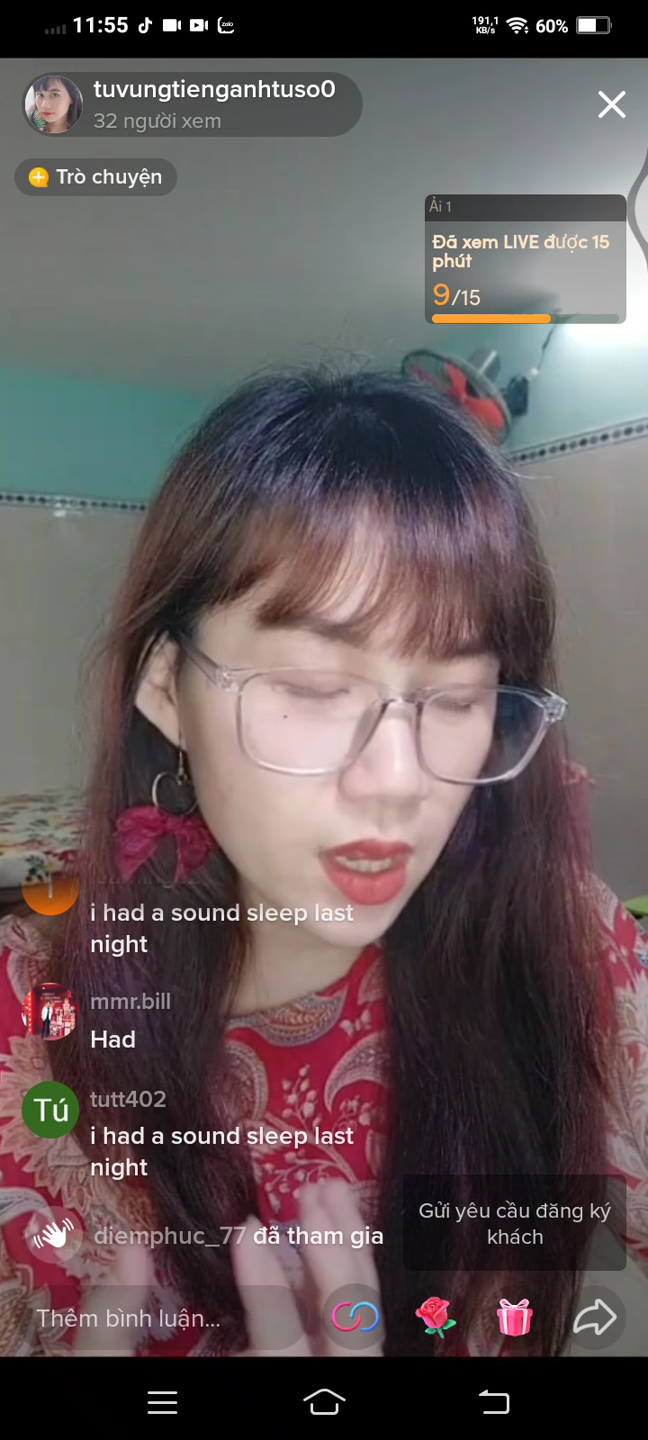 11:55
Zalo
191,1
KB/s
60%
tuvungtienganhtuso0
32 người xem
Trò chuyện
Ải 1
Đã xem LIVE được 15
phút
9/15
i had a sound sleep last
night
mmr.bill
Had
Tú
tutt402
i had a sound sleep last
night
diemphuc_77 đã tham gia
Gửi yêu cầu đăng ký
khách
Thêm bình luận...